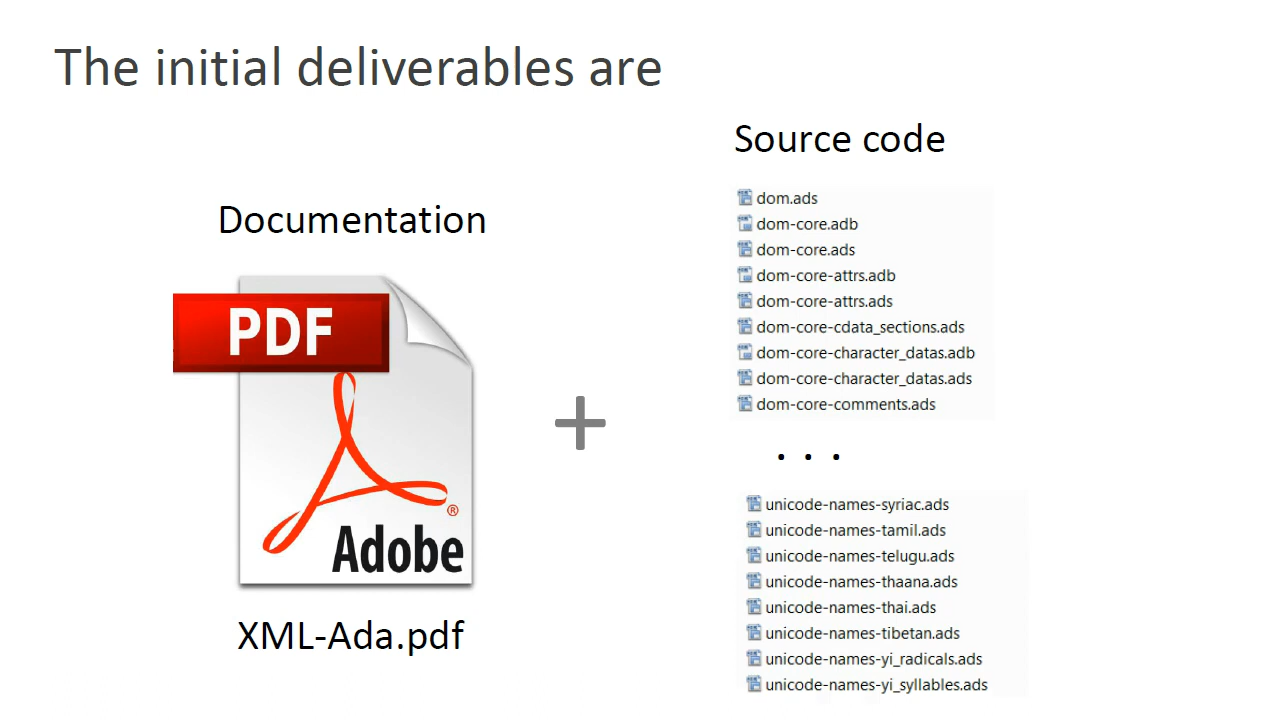 The initial deliverables are
Documentation
PDF
Adobe®
XML-Ada.pdf
+
Source code
dom.ads
dom-core.adb
dom-core.ads
dom-core-attrs.adb
dom-core-attrs.ads
dom-core-cdata_sections.ads
dom-core-character_datas.adb
dom-core-character_datas.ads
dom-core-comments.ads
. . .
unicode-names-syriac.ads
unicode-names-tamil.ads
unicode-names-telugu.ads
unicode-names-thaana.ads
unicode-names-thai.ads
unicode-names-tibetan.ads
unicode-names-yi_radicals.ads
unicode-names-yi_syllables.ads